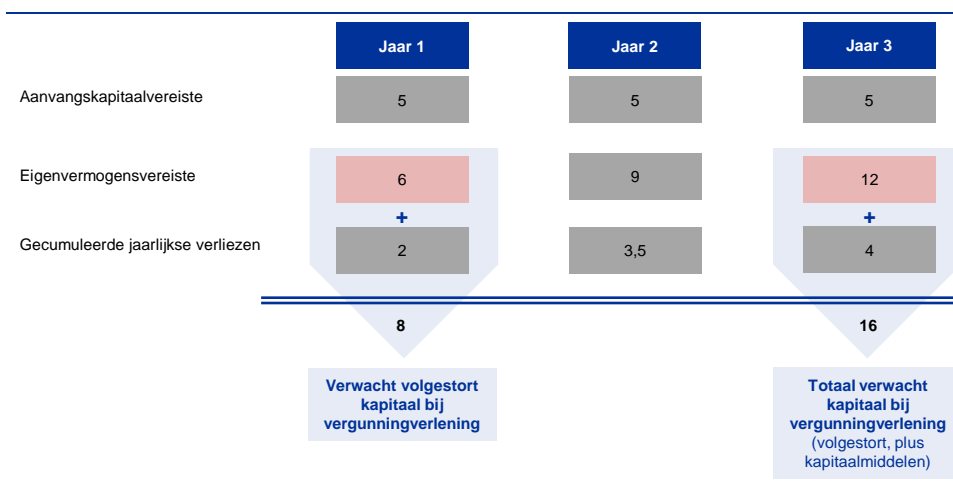 Jaar 1 Jaar 2 Jaar 3
Aanvangskapitaalvereiste 5 5 5
Eigenvermogensvereiste 6 9 12
+ +
Gecumuleerde jaarlijkse verliezen 2 3,5 4
8 16
Verwacht volgestort
kapitaal bij
vergunningverlening
Totaal verwacht
kapitaal bij
vergunningverlening
(volgestort, plus
kapitaalmiddelen)